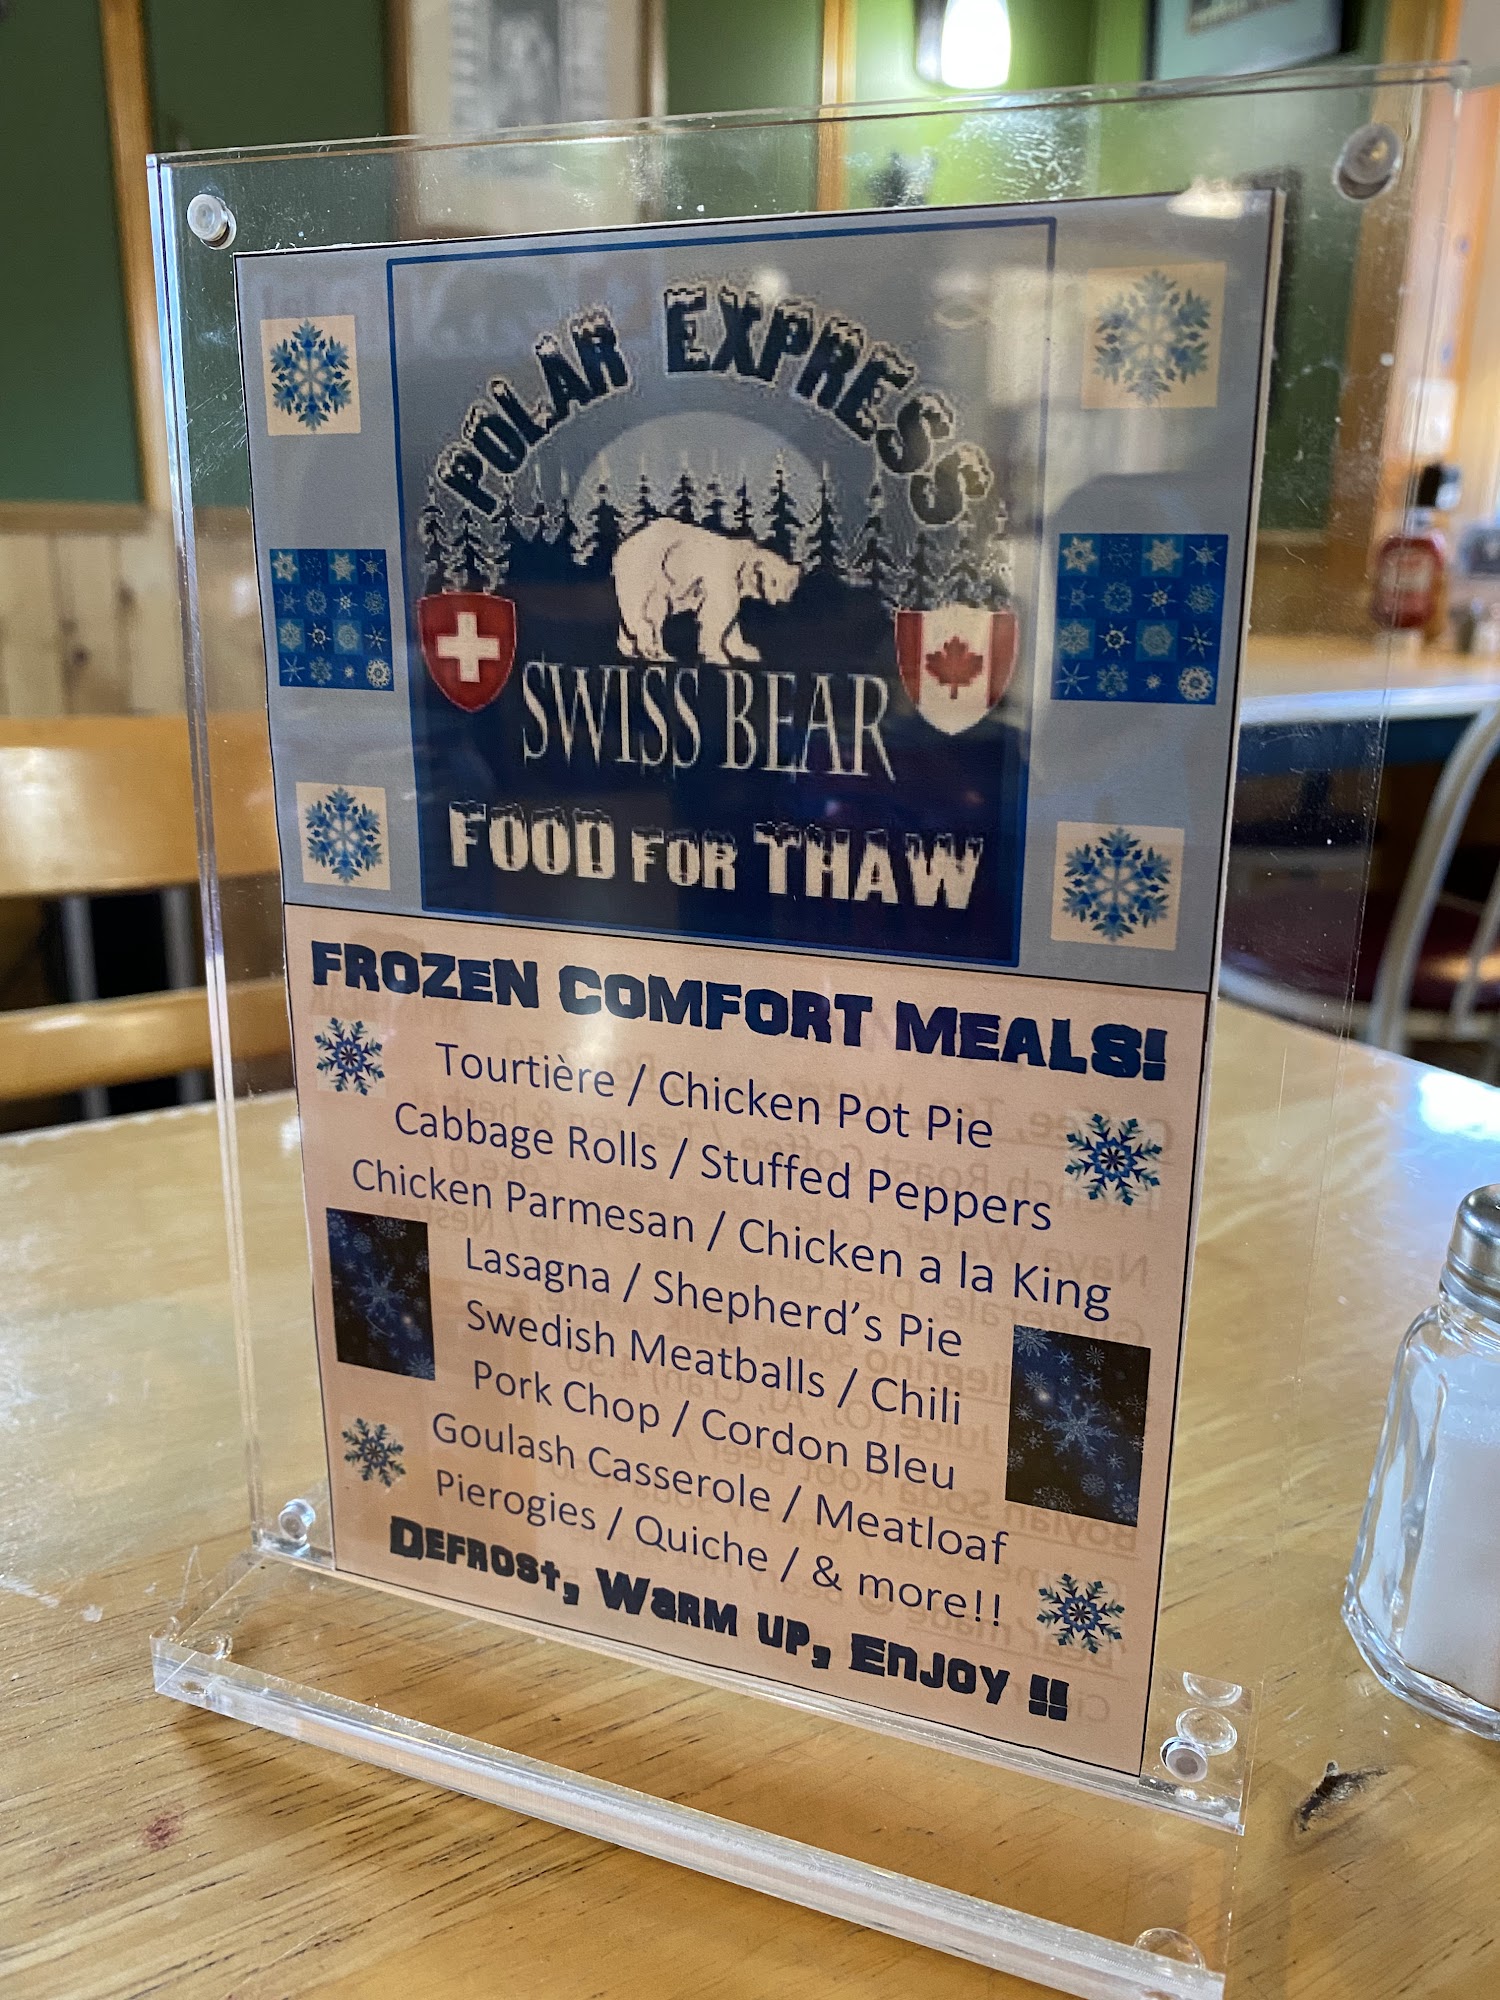 POLAR EXPRESS
SWISS BEAR
FOOD FOR THAW
FROZEN COMFORT MEALS!
Tourtière / Chicken Pot Pie
Cabbage Rolls / Stuffed Peppers
Chicken Parmesan / Chicken a la King
Lasagna / Shepherd's Pie
Swedish Meatballs / Chili
Pork Chop / Cordon Bleu
Goulash Casserole / Meatloaf
Pierogies / Quiche / & more!!
DEFROST, WARM UP, ENJOY !!